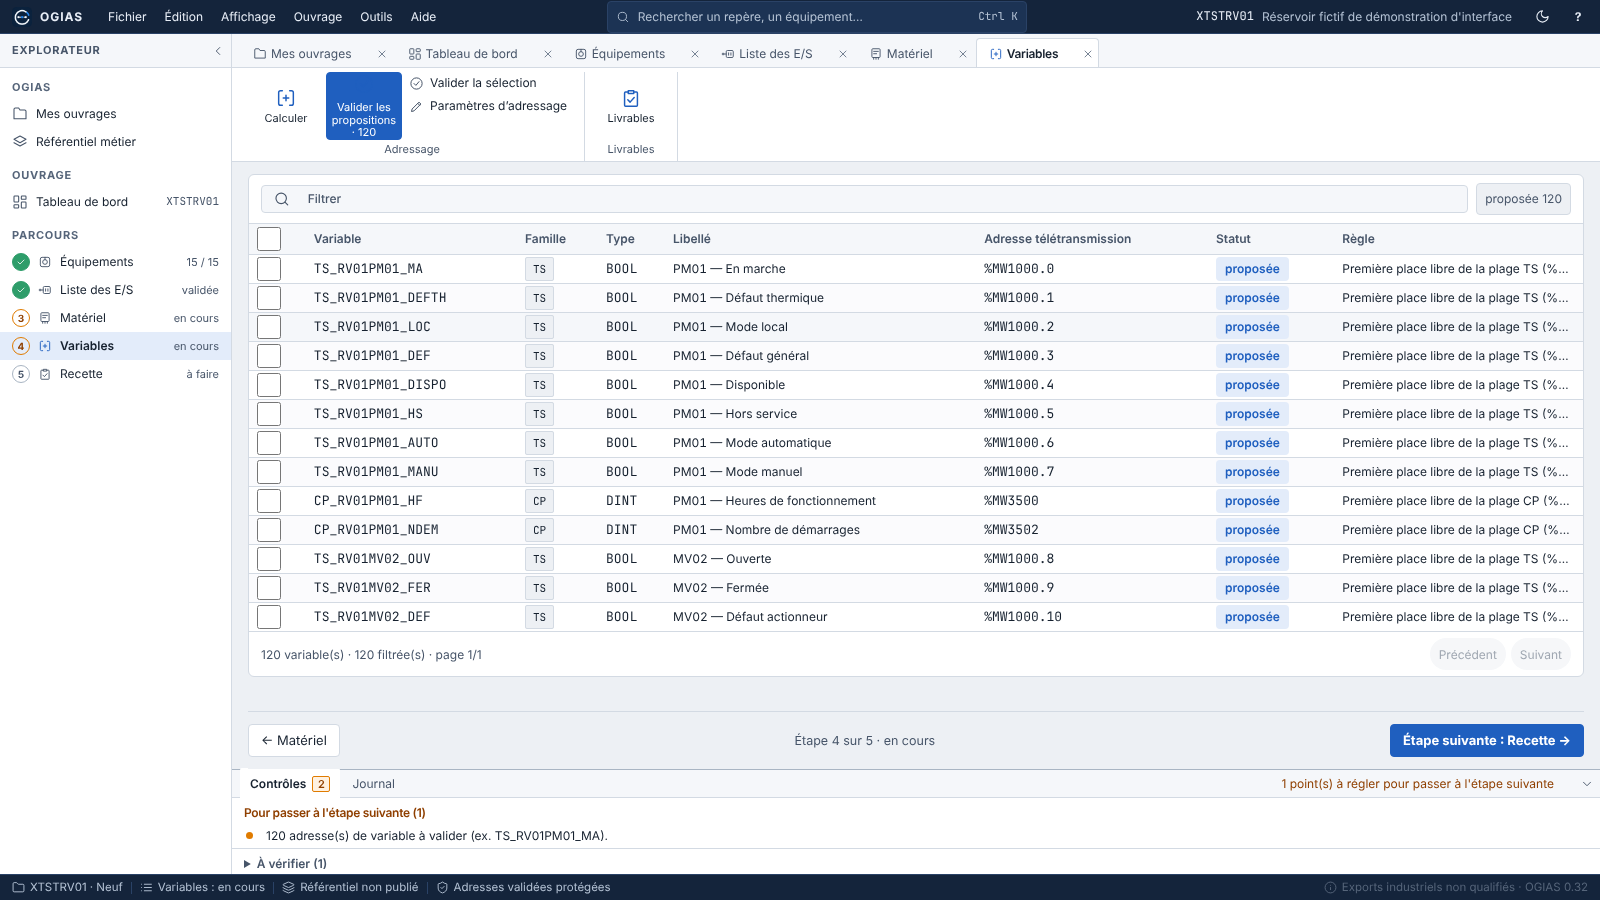 OGIAS
Fichier Édition Affichage Ouvrage Outils Aide
Rechercher un repère, un équipement... Ctrl K
XTSTRV01 Réservoir fictif de démonstration d'interface ?
EXPLORATEUR
Mes ouvrages
Tableau de bord
Équipements
Liste des E/S
Matériel
Variables
OGIAS
Mes ouvrages
Référentiel métier
OUVRAGE
Tableau de bord XTSTRV01
PARCOURS
Équipements 15 / 15
Liste des E/S validée
3 Matériel en cours
4 Variables en cours
5 Recette à faire
Calculer
Valider les
propositions
· 120
Valider la sélection
Paramètres d'adressage
Adressage
Livrables
Livrables
Filtrer
proposée 120
Variable Famille Type Libellé Adresse télétransmission Statut Règle
TS_RV01PM01_MA TS BOOL PM01 — En marche %MW1000.0 proposée Première place libre de la plage TS (%...
TS_RV01PM01_DEFTH TS BOOL PM01 — Défaut thermique %MW1000.1 proposée Première place libre de la plage TS (%...
TS_RV01PM01_LOC TS BOOL PM01 — Mode local %MW1000.2 proposée Première place libre de la plage TS (%...
TS_RV01PM01_DEF TS BOOL PM01 — Défaut général %MW1000.3 proposée Première place libre de la plage TS (%...
TS_RV01PM01_DISPO TS BOOL PM01 — Disponible %MW1000.4 proposée Première place libre de la plage TS (%...
TS_RV01PM01_HS TS BOOL PM01 — Hors service %MW1000.5 proposée Première place libre de la plage TS (%...
TS_RV01PM01_AUTO TS BOOL PM01 — Mode automatique %MW1000.6 proposée Première place libre de la plage TS (%...
TS_RV01PM01_MANU TS BOOL PM01 — Mode manuel %MW1000.7 proposée Première place libre de la plage TS (%...
CP_RV01PM01_HF CP DINT PM01 — Heures de fonctionnement %MW3500 proposée Première place libre de la plage CP (%...
CP_RV01PM01_NDEM CP DINT PM01 — Nombre de démarrages %MW3502 proposée Première place libre de la plage CP (%...
TS_RV01MV02_OUV TS BOOL MV02 — Ouverte %MW1000.8 proposée Première place libre de la plage TS (%...
TS_RV01MV02_FER TS BOOL MV02 — Fermée %MW1000.9 proposée Première place libre de la plage TS (%...
TS_RV01MV02_DEF TS BOOL MV02 — Défaut actionneur %MW1000.10 proposée Première place libre de la plage TS (%...
120 variable(s) · 120 filtrée(s) · page 1/1
Précédent Suivant
← Matériel
Étape 4 sur 5 · en cours
Étape suivante : Recette →
Contrôles 2 Journal
1 point(s) à régler pour passer à l'étape suivante
Pour passer à l'étape suivante (1)
120 adresse(s) de variable à valider (ex. TS_RV01PM01_MA).
À vérifier (1)
XTSTRV01 · Neuf
Variables : en cours
Référentiel non publié
Adresses validées protégées
Exports industriels non qualifiés · OGIAS 0.32